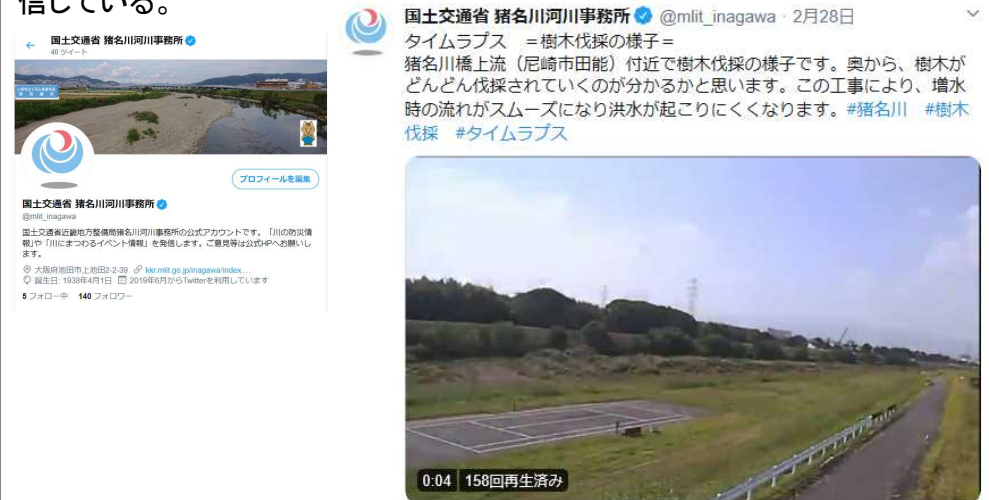 信している。
国土交通省 猪名川河川事務所
40 ツイート
プロフィールを編集
国土交通省 猪名川河川事務所
@mlit_inagawa
国土交通省近畿地方整備局猪名川河川事務所の公式アカウントです。「川の防災情
報」や「川にまつわるイベント情報」を発信します。ご意見等は公式HPへお願いし
ます。
大阪府池田市上池田2-2-39 kkr.mlit.go.jp/inagawa/index…
誕生日: 1938年4月1日 2019年6月からTwitterを利用しています
5 フォロー中 140 フォロワー
国土交通省 猪名川河川事務所 @mlit_inagawa · 2月28日
タイムラプス =樹木伐採の様子=
猪名川橋上流（尼崎市田能）付近で樹木伐採の様子です。奥から、樹木が
どんどん伐採されていくのが分かるかと思います。この工事により、増水
時の流れがスムーズになり洪水が起こりにくくなります。#猪名川 #樹木
伐採 #タイムラプス
0:04 158回再生済み